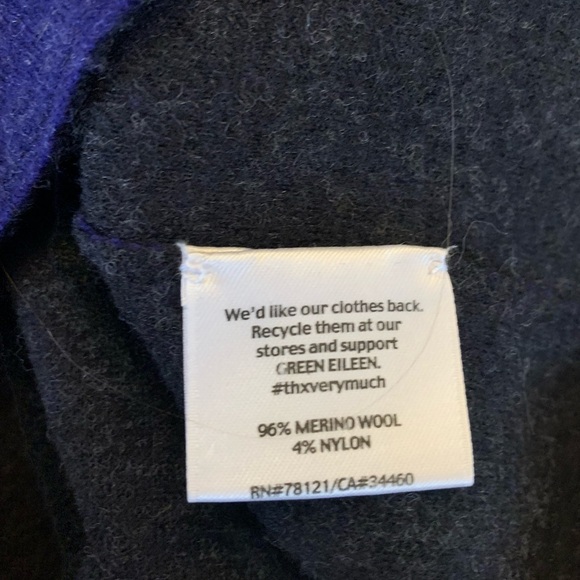 We'd like our clothes back.
Recycle them at our
stores and support
GREEN EILEEN.
#thxverymuch
96% MERINO WOOL
4% NYLON
RN#78121/CA#34460